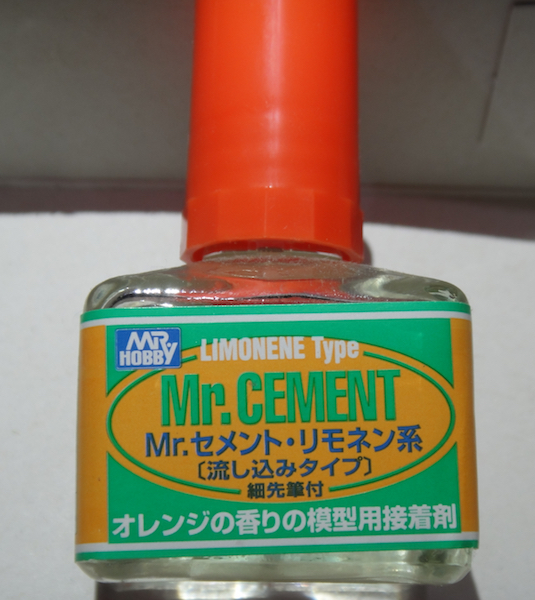 MR HOBBY
LIMONENE Type
Mr.CEMENT
Mr.セメント・リモネン系
〔流し込みタイプ〕
細先筆付
オレンジの香りの模型用接着剤